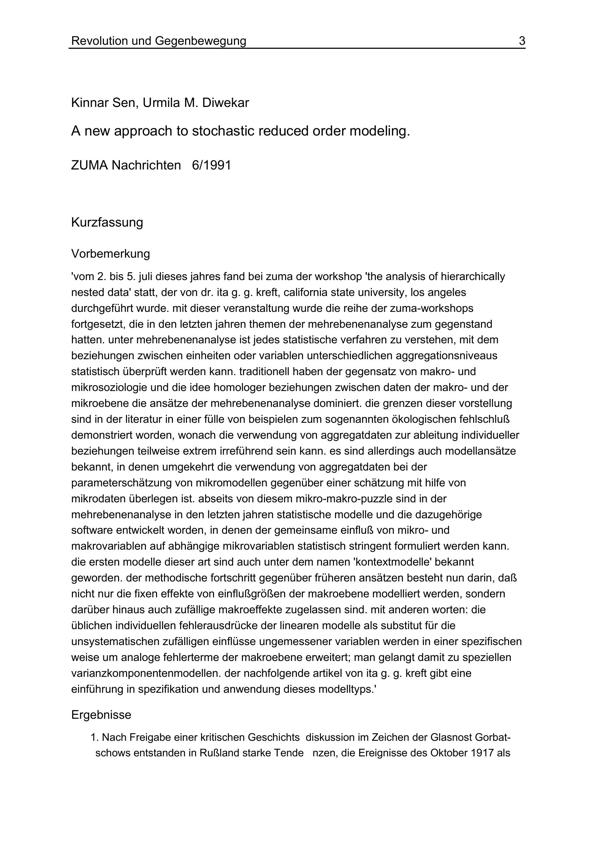 Revolution und Gegenbewegung 3
Kinnar Sen, Urmila M. Diwekar
A new approach to stochastic reduced order modeling.
ZUMA Nachrichten 6/1991
Kurzfassung
Vorbemerkung
'vom 2. bis 5. juli dieses jahres fand bei zuma der workshop 'the analysis of hierarchically
nested data' statt, der von dr. ita g. g. kreft, california state university, los angeles
durchgeführt wurde. mit dieser veranstaltung wurde die reihe der zuma-workshops
fortgesetzt, die in den letzten jahren themen der mehrebenenanalyse zum gegenstand
hatten. unter mehrebenenanalyse ist jedes statistische verfahren zu verstehen, mit dem
beziehungen zwischen einheiten oder variablen unterschiedlichen aggregationsniveaus
statistisch überprüft werden kann. traditionell haben der gegensatz von makro- und
mikrosoziologie und die idee homologer beziehungen zwischen daten der makro- und der
mikroebene die ansätze der mehrebenenanalyse dominiert. die grenzen dieser vorstellung
sind in der literatur in einer fülle von beispielen zum sogenannten ökologischen fehlschluß
demonstriert worden, wonach die verwendung von aggregatdaten zur ableitung individueller
beziehungen teilweise extrem irreführend sein kann. es sind allerdings auch modellansätze
bekannt, in denen umgekehrt die verwendung von aggregatdaten bei der
parameterschätzung von mikromodellen gegenüber einer schätzung mit hilfe von
mikrodaten überlegen ist. abseits von diesem mikro-makro-puzzle sind in der
mehrebenenanalyse in den letzten jahren statistische modelle und die dazugehörige
software entwickelt worden, in denen der gemeinsame einfluß von mikro- und
makrovariablen auf abhängige mikrovariablen statistisch stringent formuliert werden kann.
die ersten modelle dieser art sind auch unter dem namen 'kontextmodelle' bekannt
geworden. der methodische fortschritt gegenüber früheren ansätzen besteht nun darin, daß
nicht nur die fixen effekte von einflußgrößen der makroebene modelliert werden, sondern
darüber hinaus auch zufällige makroeffekte zugelassen sind. mit anderen worten: die
üblichen individuellen fehlerausdrücke der linearen modelle als substitut für die
unsystematischen zufälligen einflüsse ungemessener variablen werden in einer spezifischen
weise um analoge fehlerterme der makroebene erweitert; man gelangt damit zu speziellen
varianzkomponentenmodellen. der nachfolgende artikel von ita g. g. kreft gibt eine
einführung in spezifikation und anwendung dieses modelltyps.'
Ergebnisse
1. Nach Freigabe einer kritischen Geschichts diskussion im Zeichen der Glasnost Gorbat-
schows entstanden in Rußland starke Tende nzen, die Ereignisse des Oktober 1917 als